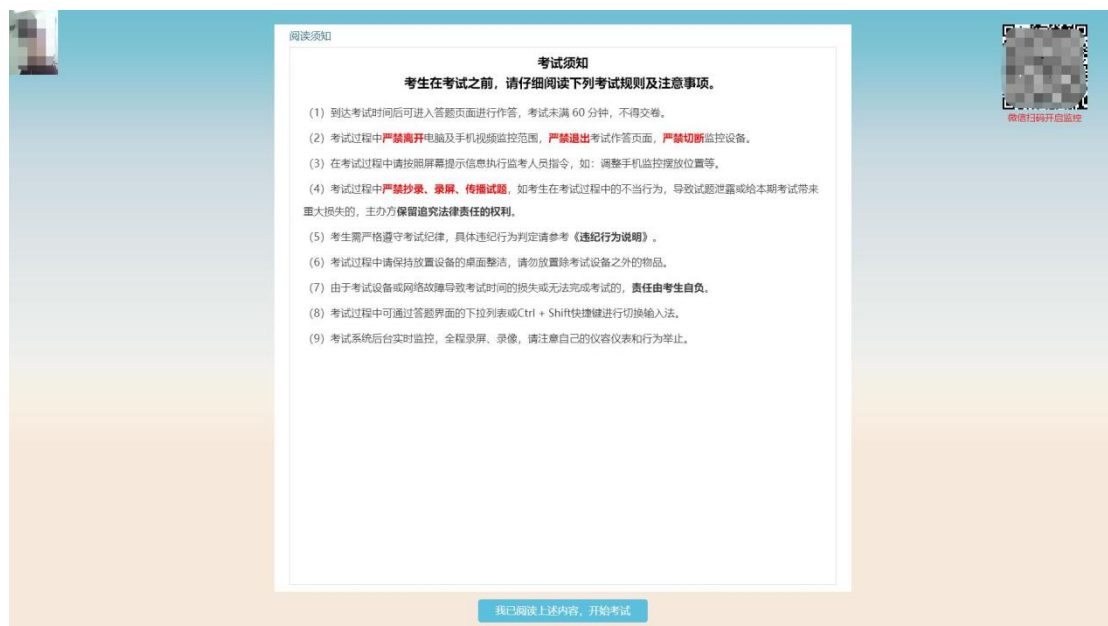 阅读须知
微信扫码开启监控
考试须知
考生在考试之前，请仔细阅读下列考试规则及注意事项。
（1）到达考试时间后可进入答题页面进行作答，考试未满 60 分钟，不得交卷。
（2）考试过程中严禁离开电脑及手机视频监控范围，严禁退出考试作答页面，严禁切断监控设备。
（3）在考试过程中请按照屏幕提示信息执行监考人员指令，如：调整手机监控摆放位置等。
（4）考试过程中严禁抄录、录屏、传播试题，如考生在考试过程中的不当行为，导致试题泄露或给本期考试带来
重大损失的，主办方保留追究法律责任的权利。
（5）考生需严格遵守考试纪律，具体违纪行为判定请参考《违纪行为说明》。
（6）考试过程中请保持放置设备的桌面整洁，请勿放置除考试设备之外的物品。
（7）由于考试设备或网络故障导致考试时间的损失或无法完成考试的，责任由考生自负。
（8）考试过程中可通过答题界面的下拉列表或Ctrl + Shift快捷键进行切换输入法。
（9）考试系统后台实时监控，全程录屏、录像，请注意自己的仪容仪表和行为举止。
我已阅读上述内容，开始考试